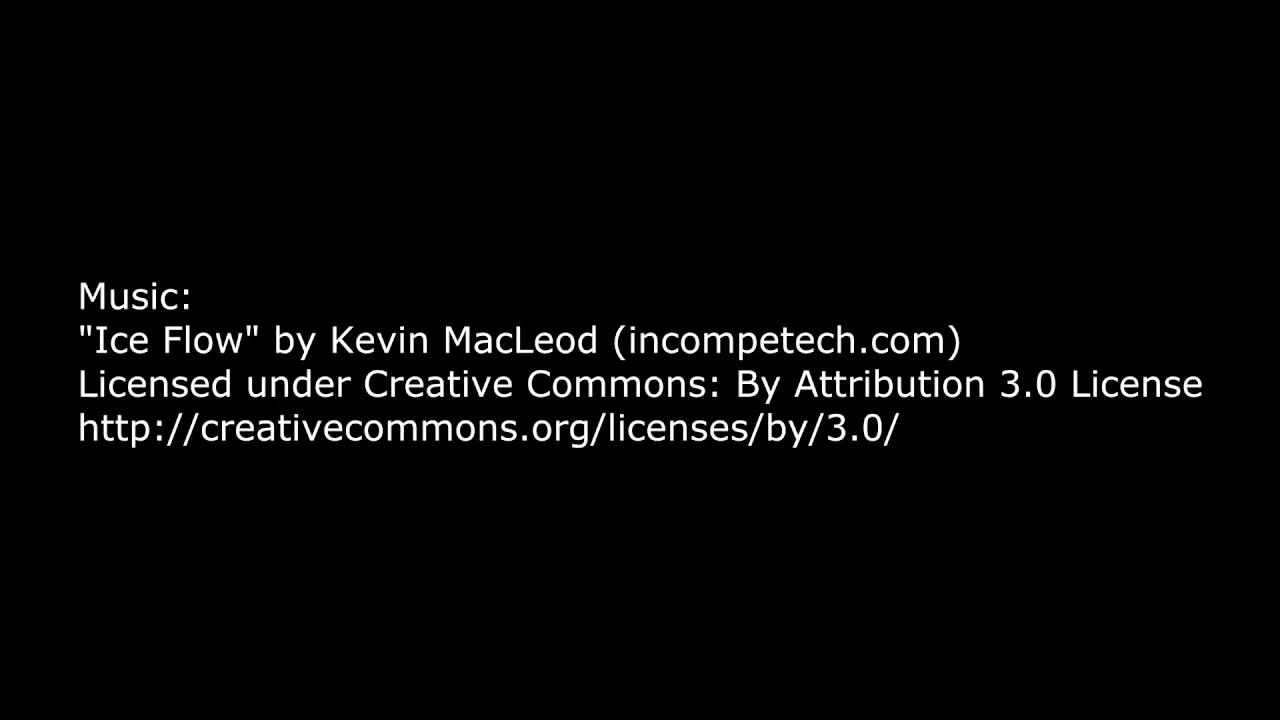 Music:
"Ice Flow" by Kevin MacLeod (incompetech.com)
Licensed under Creative Commons: By Attribution 3.0 License
http://creativecommons.org/licenses/by/3.0/